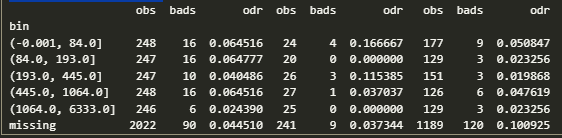 obs bads odr obs bads odr obs bads odr
bin
(-0.001, 84.0] 248 16 0.064516 24 4 0.166667 177 9 0.050847
(84.0, 193.0] 247 16 0.064777 20 0 0.000000 129 3 0.023256
(193.0, 445.0] 247 10 0.040486 26 3 0.115385 151 3 0.019868
(445.0, 1064.0] 248 16 0.064516 27 1 0.037037 126 6 0.047619
(1064.0, 6333.0] 246 6 0.024390 25 0 0.000000 129 3 0.023256
missing 2022 90 0.044510 241 9 0.037344 1189 120 0.100925